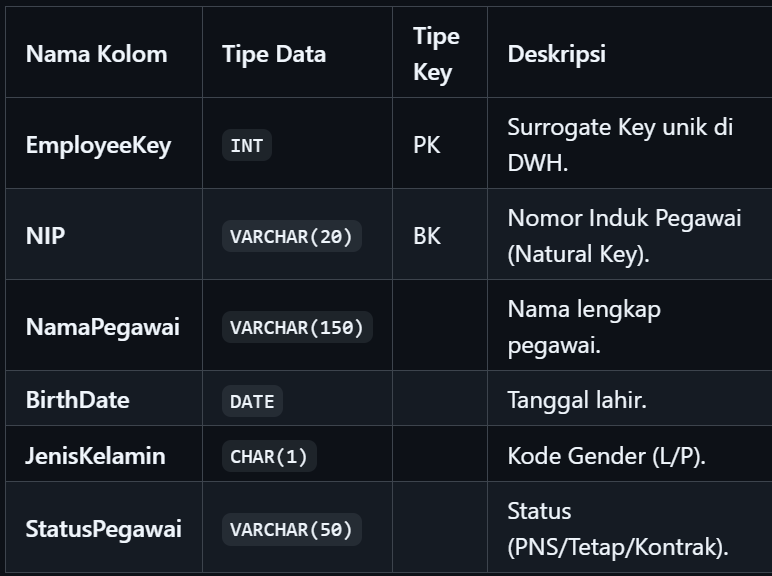 Nama Kolom Tipe Data Tipe Key Deskripsi
EmployeeKey INT PK Surrogate Key unik di
DWH.
NIP VARCHAR(20) BK Nomor Induk Pegawai
(Natural Key).
NamaPegawai VARCHAR(150) Nama lengkap
pegawai.
BirthDate DATE Tanggal lahir.
JenisKelamin CHAR(1) Kode Gender (L/P).
StatusPegawai VARCHAR(50) Status
(PNS/Tetap/Kontrak).